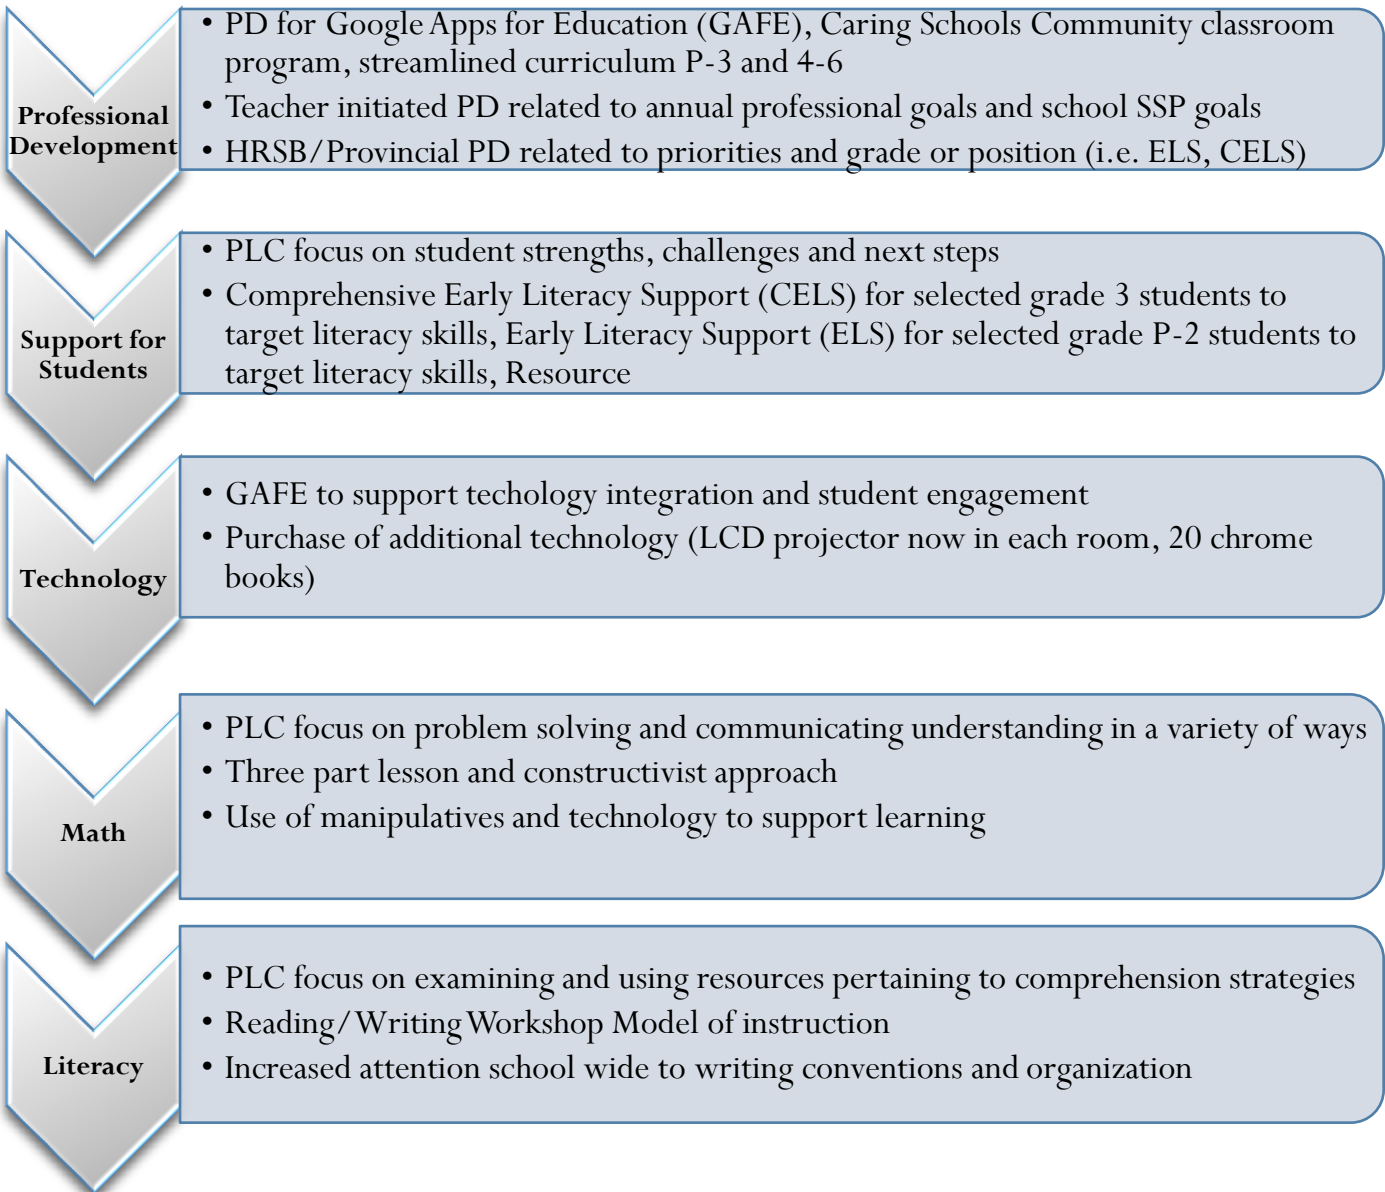 Professional
Development
• PD for Google Apps for Education (GAFE), Caring Schools Community classroom
program, streamlined curriculum P-3 and 4-6
• Teacher initiated PD related to annual professional goals and school SSP goals
• HRSB/Provincial PD related to priorities and grade or position (i.e. ELS, CELS)
Support for
Students
• PLC focus on student strengths, challenges and next steps
• Comprehensive Early Literacy Support (CELS) for selected grade 3 students to
target literacy skills, Early Literacy Support (ELS) for selected grade P-2 students to
target literacy skills, Resource
Technology
• GAFE to support techology integration and student engagement
• Purchase of additional technology (LCD projector now in each room, 20 chrome
books)
Math
• PLC focus on problem solving and communicating understanding in a variety of ways
• Three part lesson and constructivist approach
• Use of manipulatives and technology to support learning
Literacy
• PLC focus on examining and using resources pertaining to comprehension strategies
• Reading/Writing Workshop Model of instruction
• Increased attention school wide to writing conventions and organization